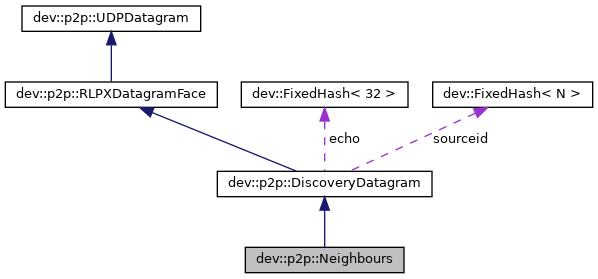 dev::p2p::UDPDatagram
dev::p2p::RLPXDatagramFace
dev::FixedHash< 32 >
dev::FixedHash< N >
echo
sourceid
dev::p2p::DiscoveryDatagram
dev::p2p::Neighbours